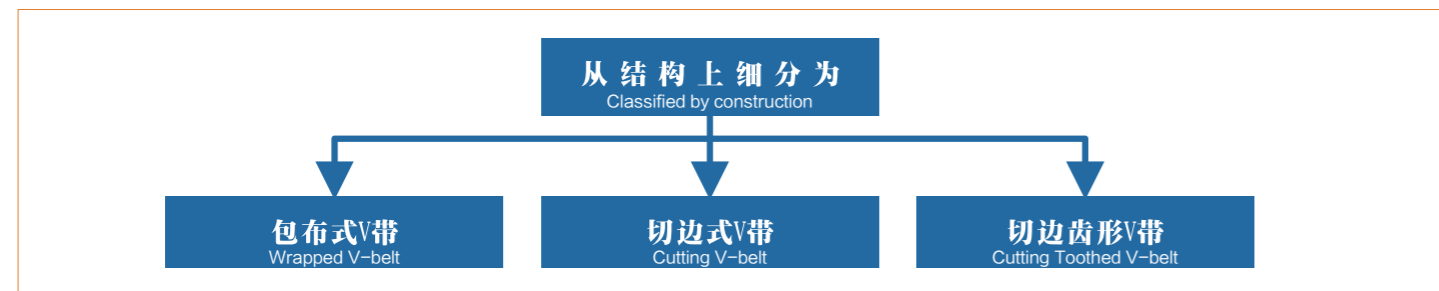 从结构上细分为
Classified by construction
包布式V带
Wrapped V-belt
切边式V带
Cutting V-belt
切边齿形V带
Cutting Toothed V-belt